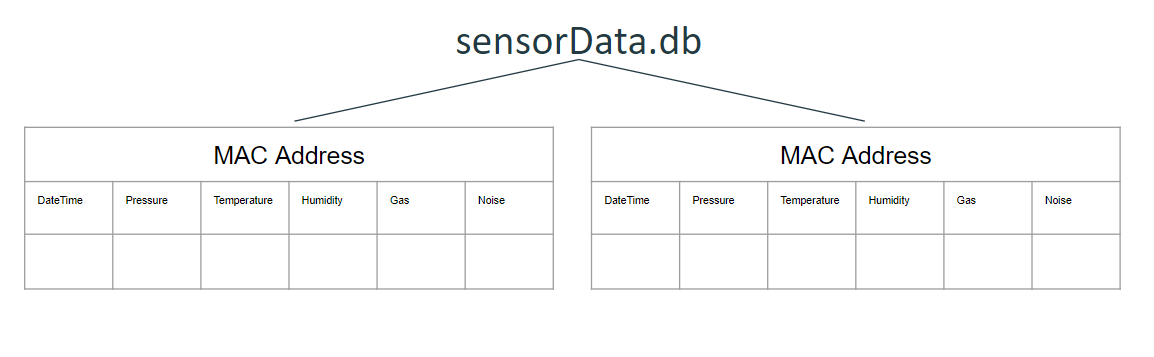 sensorData.db
MAC Address
DateTime Pressure Temperature Humidity Gas Noise
MAC Address
DateTime Pressure Temperature Humidity Gas Noise